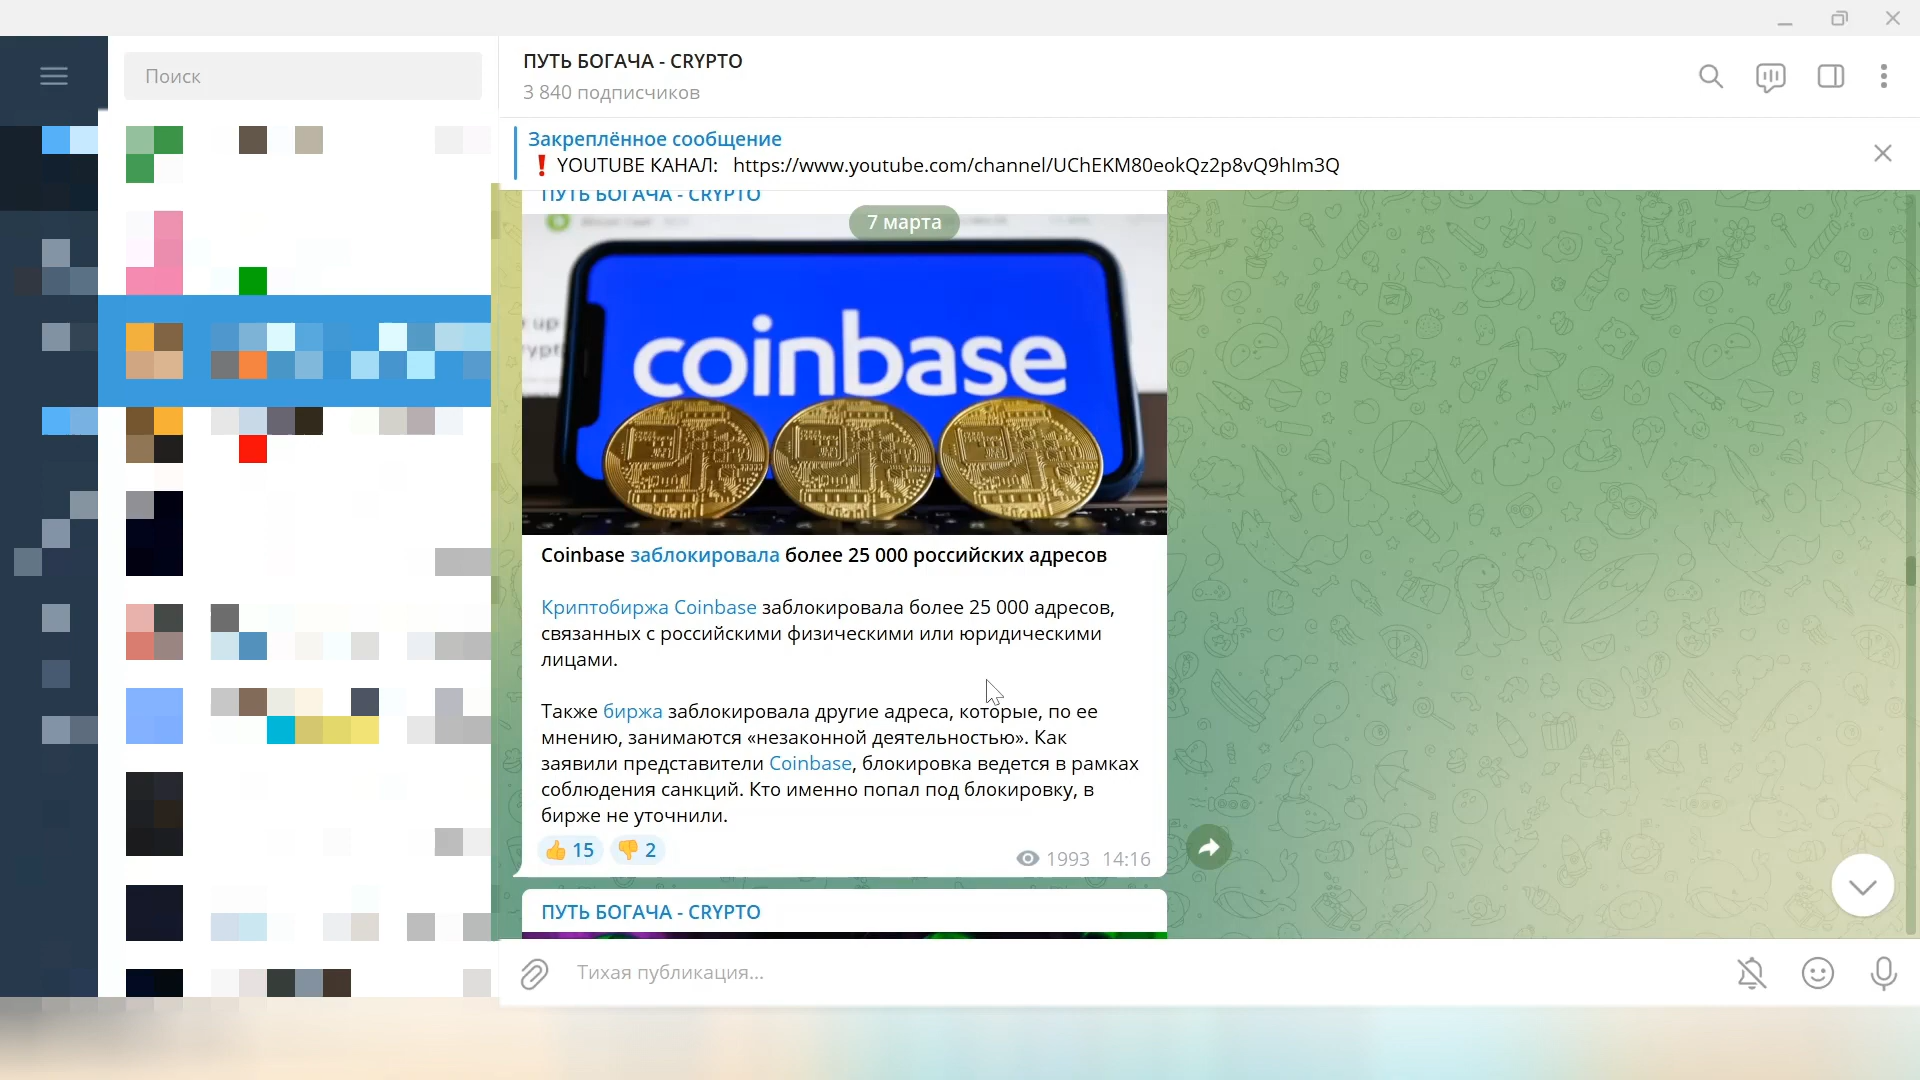 Поиск
ПУТЬ БОГАЧА - CRYPTO
3 840 подписчиков
Закреплённое сообщение
❗ YOUTUBE КАНАЛ: https://www.youtube.com/channel/UChEKM80eokQz2p8vQ9hlm3Q
ПУТЬ БОГАЧА - CRYPTO
7 марта
coinbase
Coinbase заблокировала более 25 000 российских адресов
Криптобиржа Coinbase заблокировала более 25 000 адресов,
связанных с российскими физическими или юридическими
лицами.
Также биржа заблокировала другие адреса, которые, по ее
мнению, занимаются «незаконной деятельностью». Как
заявили представители Coinbase, блокировка ведется в рамках
соблюдения санкций. Кто именно попал под блокировку, в
бирже не уточнили.
👍 15 👎 2
1993 14:16
ПУТЬ БОГАЧА - CRYPTO
Тихая публикация...